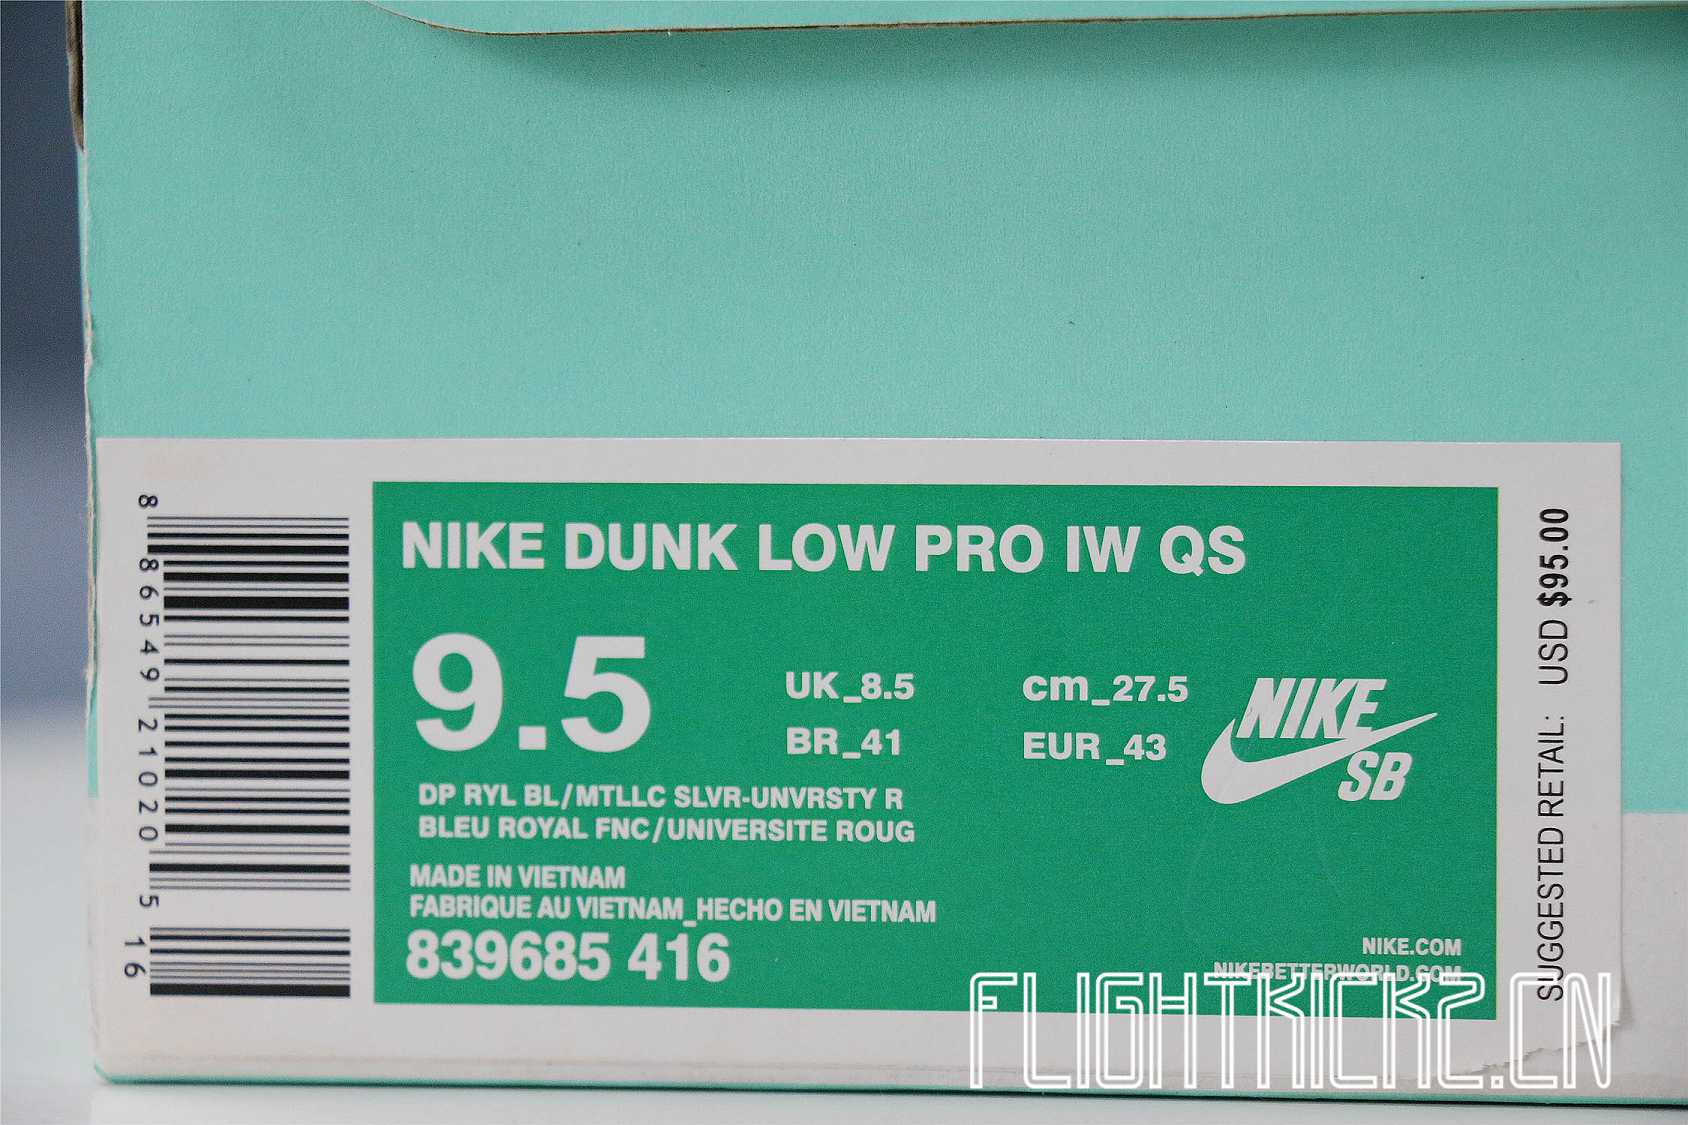 NIKE DUNK LOW PRO IW QS
9.5
UK_8.5 cm_27.5
BR_41 EUR_43
NIKE
SB
DP RYL BL/MTLLC SLVR-UNVRSTY R
BLEU ROYAL FNC/UNIVERSITE ROUG
MADE IN VIETNAM
FABRIQUE AU VIETNAM_HECHO EN VIETNAM
839685 416
NIKE.COM
NIKEBETTERWORLD.COM
8 86549 21020 5 16
SUGGESTED RETAIL: USD $95.00
FLIGHTKICKZ.CN